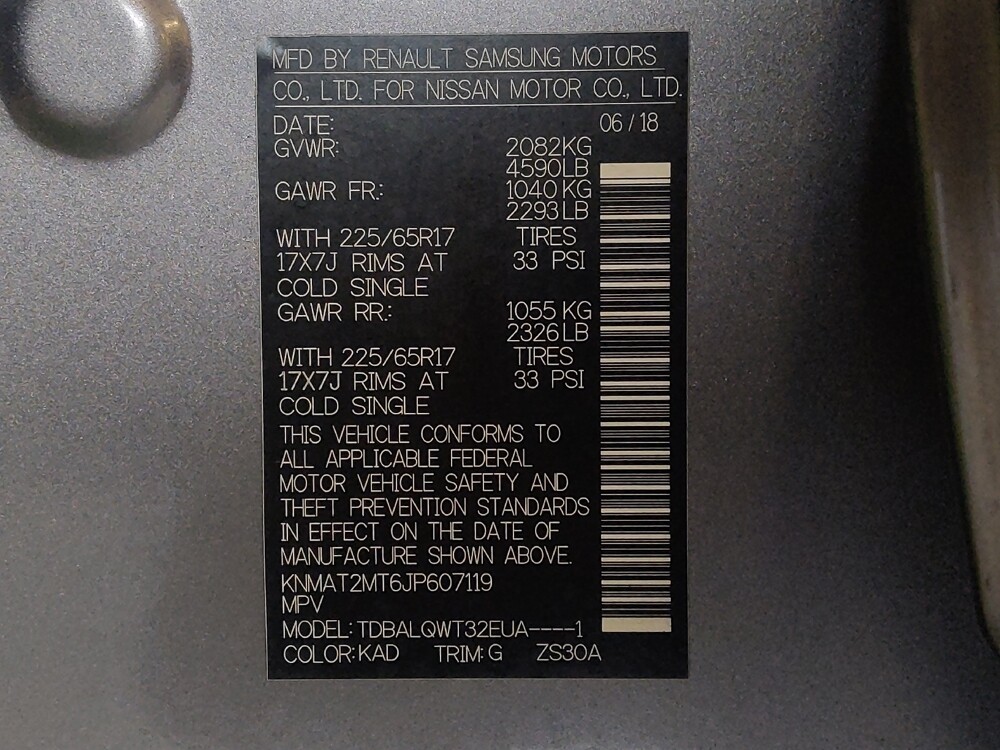 MFD BY RENAULT SAMSUNG MOTORS
CO., LTD. FOR NISSAN MOTOR CO., LTD.
DATE: 06 / 18
GVWR: 2082KG
4590LB
GAWR FR.: 1040 KG
2293 LB
WITH 225/65R17 TIRES
17X7J RIMS AT 33 PSI
COLD SINGLE
GAWR RR.: 1055 KG
2326 LB
WITH 225/65R17 TIRES
17X7J RIMS AT 33 PSI
COLD SINGLE
THIS VEHICLE CONFORMS TO
ALL APPLICABLE FEDERAL
MOTOR VEHICLE SAFETY AND
THEFT PREVENTION STANDARDS
IN EFFECT ON THE DATE OF
MANUFACTURE SHOWN ABOVE.
KNMAT2MT6JP607119
MPV
MODEL: TDBALQWT32EUA----1
COLOR: KAD TRIM: G ZS30A